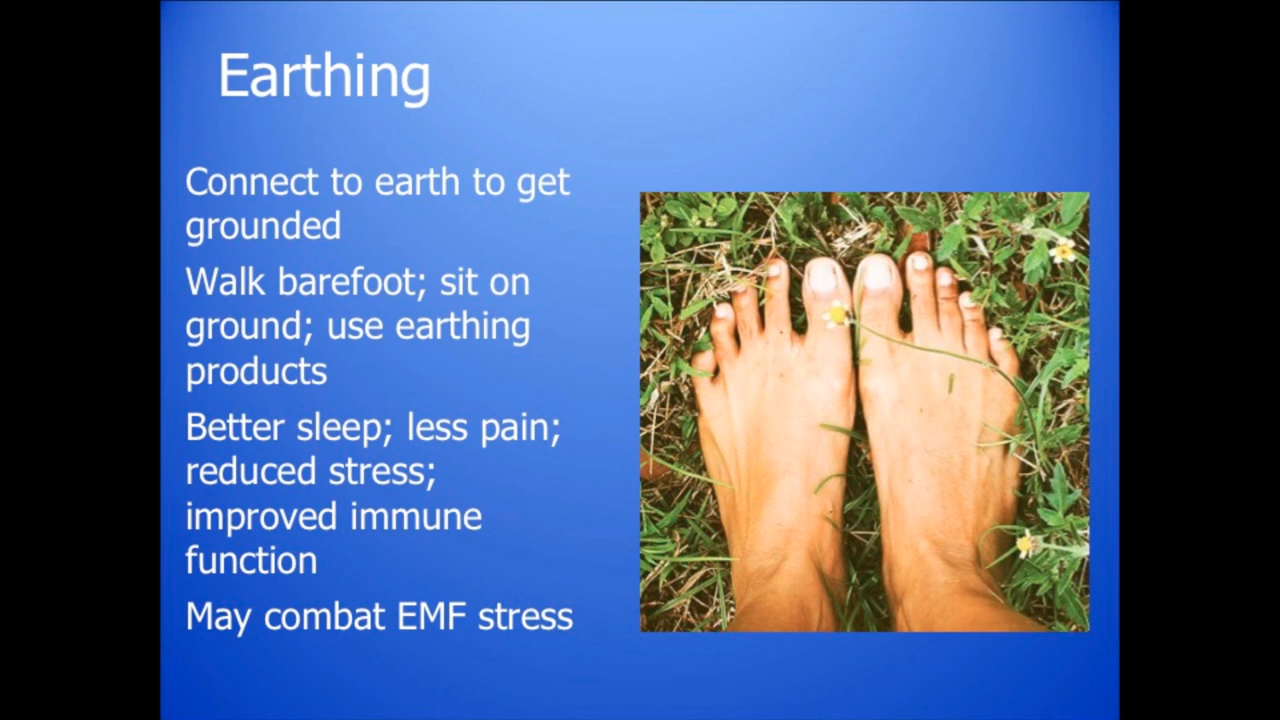 Earthing
Connect to earth to get
grounded
Walk barefoot; sit on
ground; use earthing
products
Better sleep; less pain;
reduced stress;
improved immune
function
May combat EMF stress